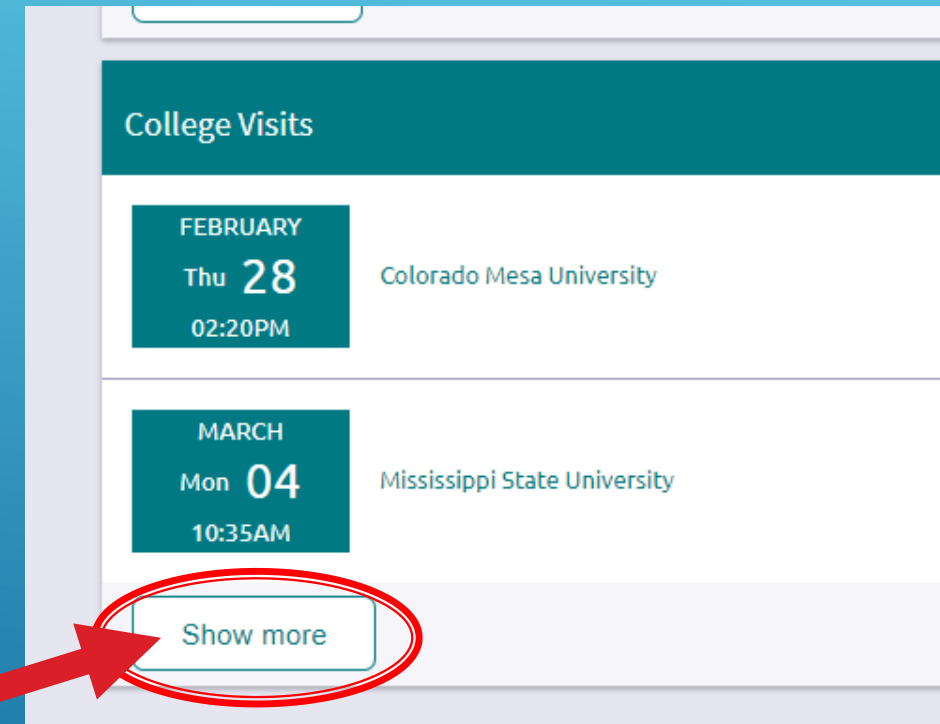 College Visits
FEBRUARY
Thu 28
02:20PM
Colorado Mesa University
MARCH
Mon 04
10:35AM
Mississippi State University
Show more